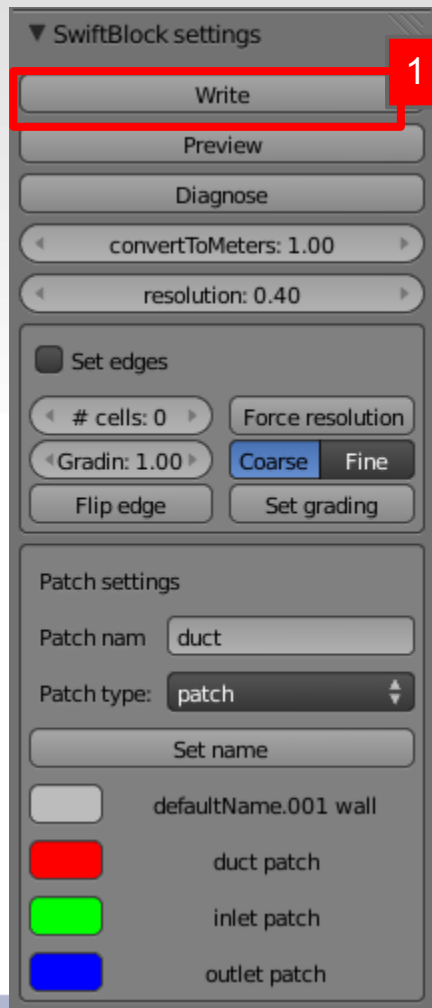 SwiftBlock settings
1
Write
Preview
Diagnose
convertToMeters: 1.00
resolution: 0.40
Set edges
# cells: 0 Force resolution
Gradin: 1.00 Coarse Fine
Flip edge Set grading
Patch settings
Patch nam duct
Patch type: patch
Set name
defaultName.001 wall
duct patch
inlet patch
outlet patch